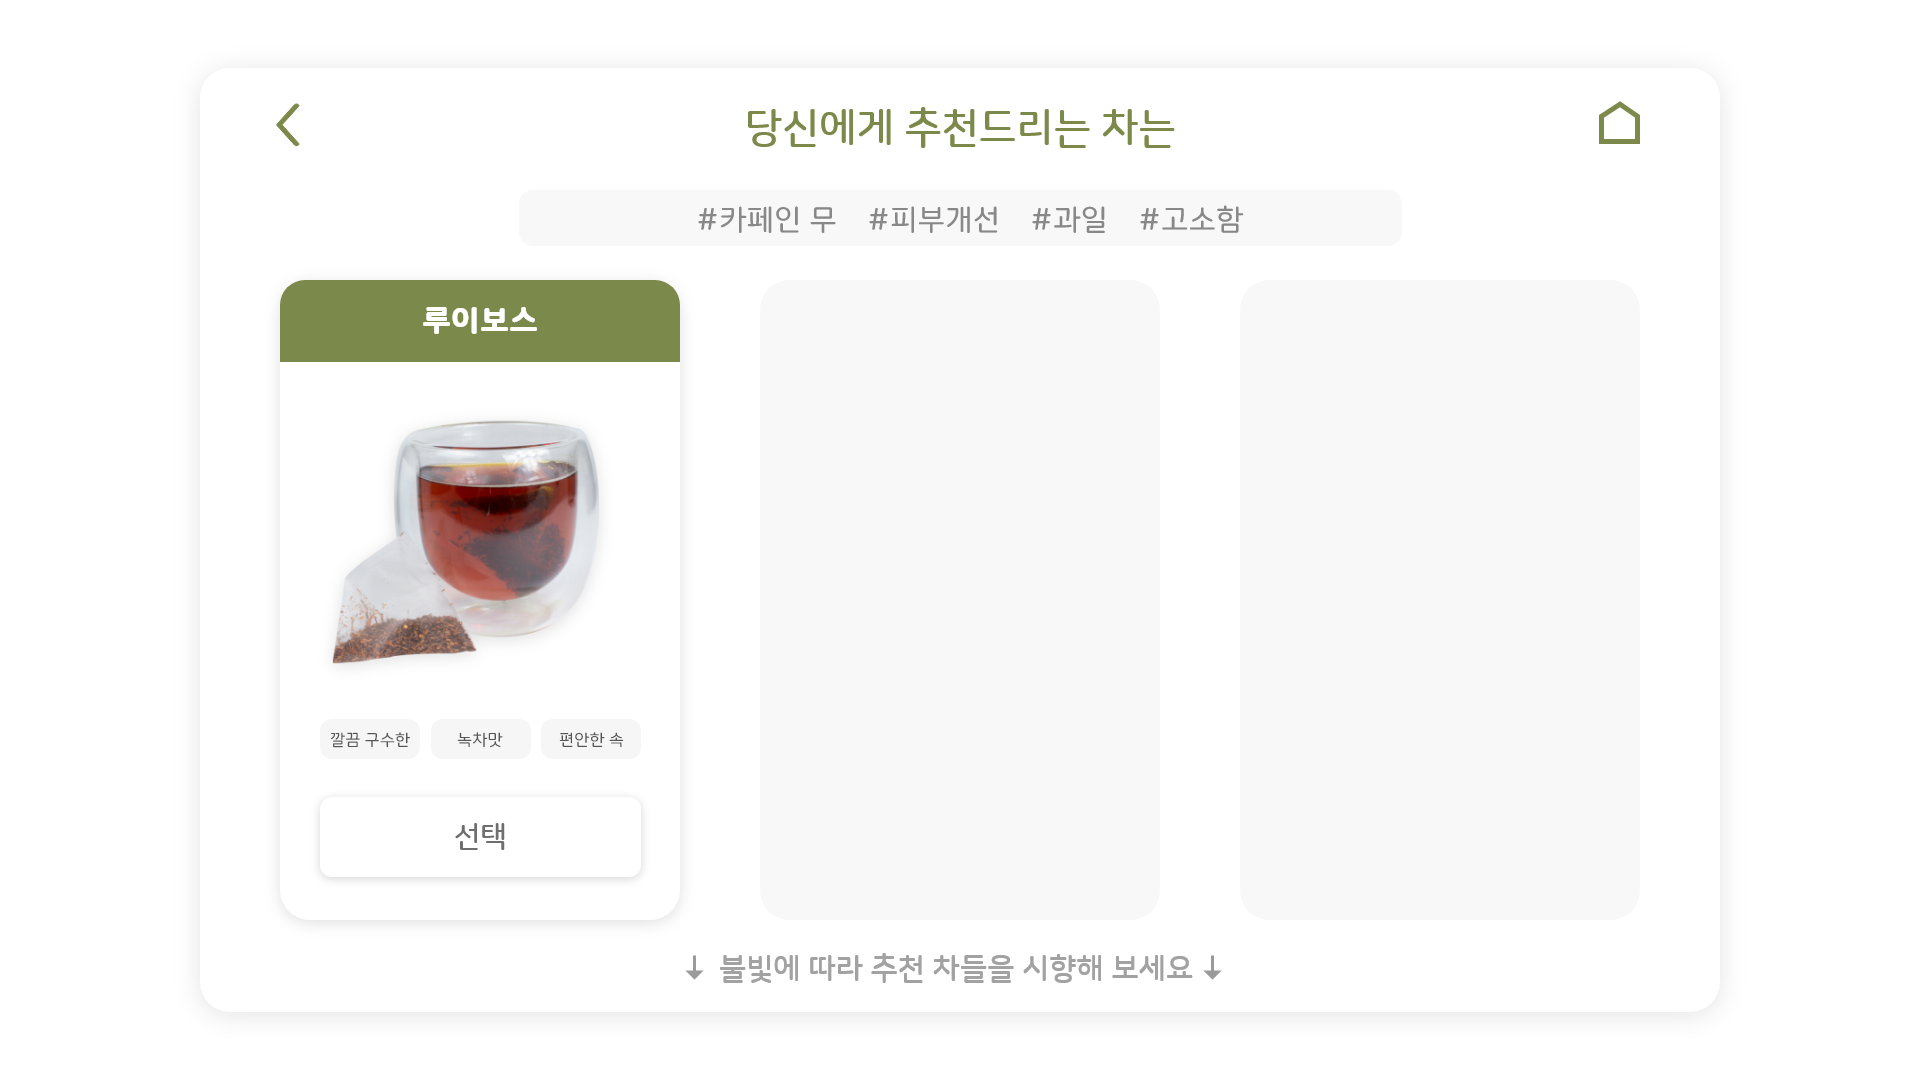 당신에게 추천드리는 차는
#카페인 무 #피부개선 #과일 #고소함
루이보스
깔끔 구수한 녹차맛 편안한 속
선택
↓ 불빛에 따라 추천 차들을 시향해 보세요 ↓